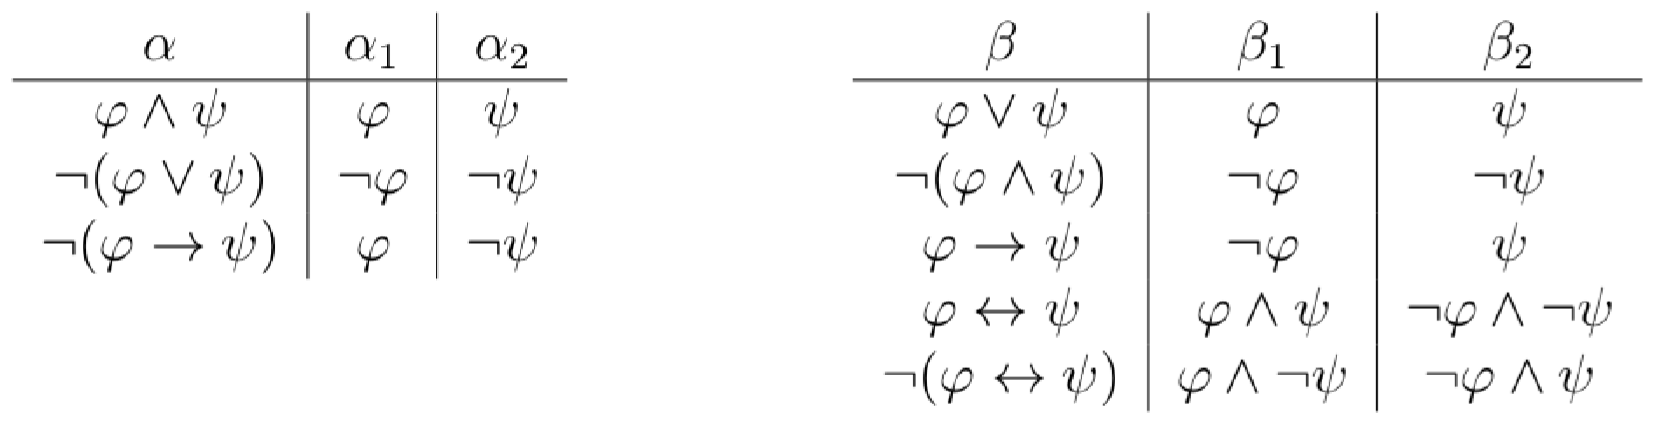 α α₁ α₂ β β₁ β₂
φ ∧ ψ φ ψ φ ∨ ψ φ ψ
¬(φ ∨ ψ) ¬φ ¬ψ ¬(φ ∧ ψ) ¬φ ¬ψ
¬(φ → ψ) φ ¬ψ φ → ψ ¬φ ψ
φ ↔ ψ φ ∧ ψ ¬φ ∧ ¬ψ
¬(φ ↔ ψ) φ ∧ ¬ψ ¬φ ∧ ψ